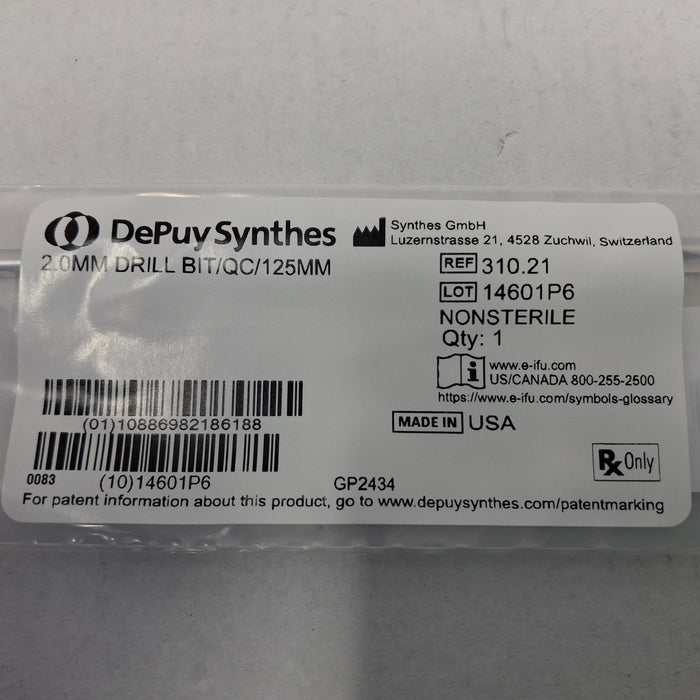 DePuy Synthes
Synthes GmbH
Luzernstrasse 21, 4528 Zuchwil, Switzerland
2.0MM DRILL BIT/QC/125MM
REF 310.21
LOT 14601P6
NONSTERILE
Qty: 1
www.e-ifu.com
US/CANADA 800-255-2500
https://www.e-ifu.com/symbols-glossary
MADE IN USA
(01)10886982186188
Rx Only
0083 (10)14601P6 GP2434
For patent information about this product, go to www.depuysynthes.com/patentmarking